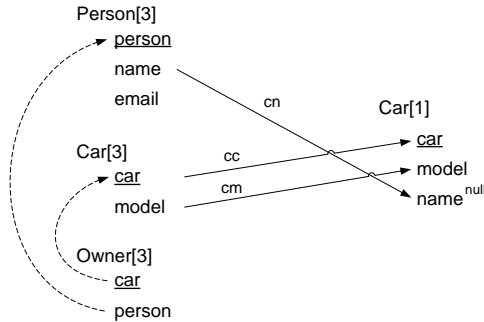 Person[3]
person
name
email
cn
Car[1]
Car[3]
cc
car
car
cm
model
model
name null
Owner[3]
car
person